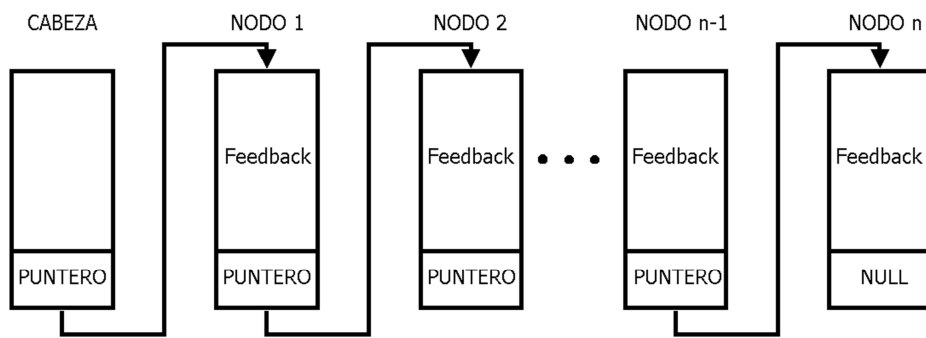 CABEZA
NODO 1
NODO 2
NODO n-1
NODO n
Feedback
Feedback
Feedback
Feedback
PUNTERO
PUNTERO
PUNTERO
PUNTERO
NULL